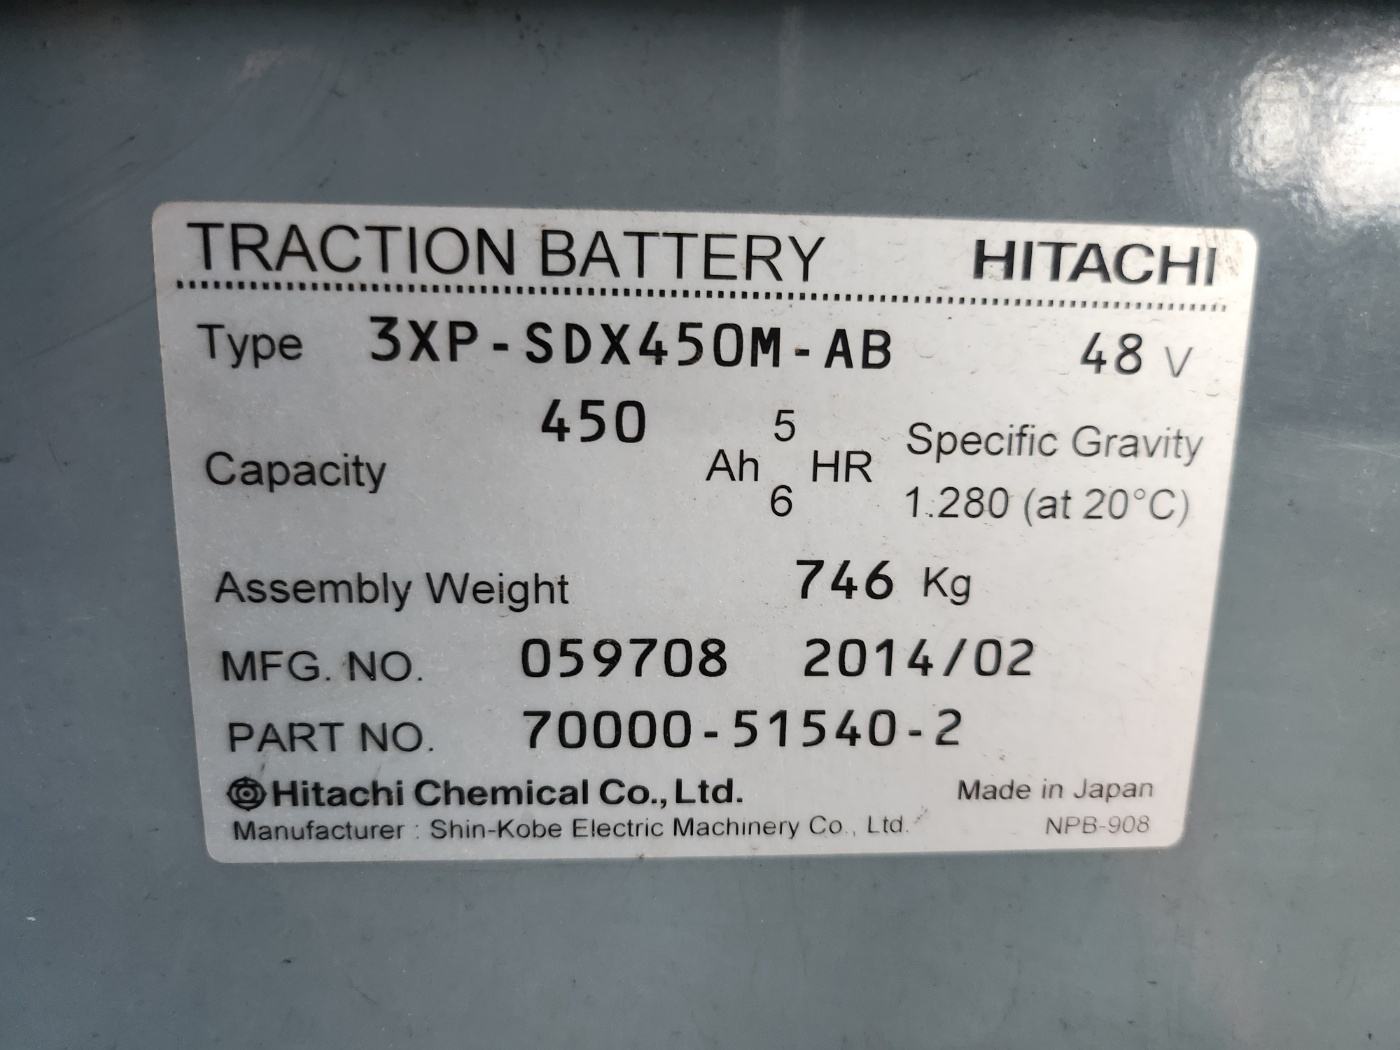 TRACTION BATTERY HITACHI
Type 3XP-SDX450M-AB 48 V
450 5
Capacity Ah HR Specific Gravity
6 1.280 (at 20°C)
Assembly Weight 746 Kg
MFG. NO. 059708 2014/02
PART NO. 70000-51540-2
Hitachi Chemical Co., Ltd. Made in Japan
Manufacturer : Shin-Kobe Electric Machinery Co., Ltd. NPB-908